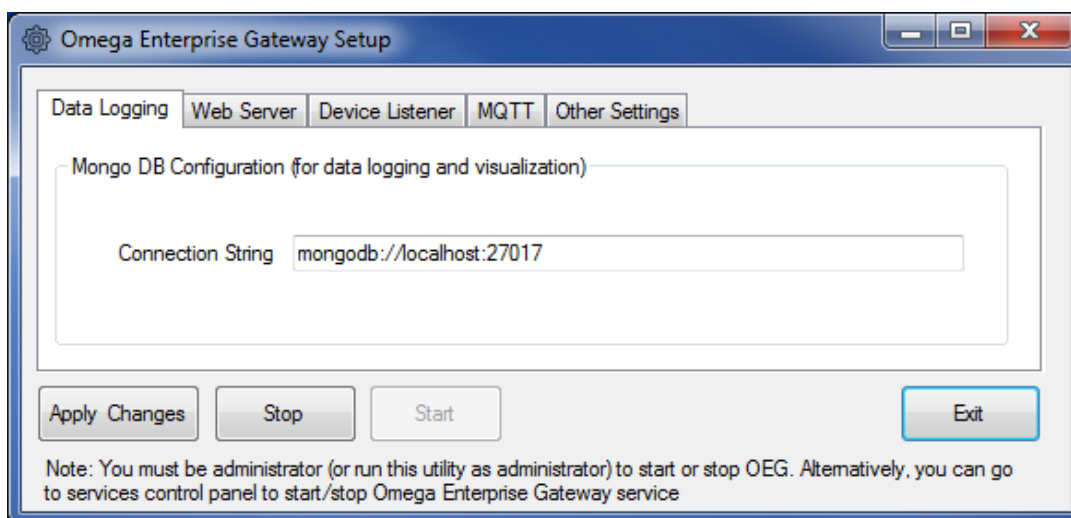 Omega Enterprise Gateway Setup
Data Logging Web Server Device Listener MQTT Other Settings
Mongo DB Configuration (for data logging and visualization)
Connection String mongodb://localhost:27017
Apply Changes Stop Start Exit
Note: You must be administrator (or run this utility as administrator) to start or stop OEG. Alternatively, you can go
to services control panel to start/stop Omega Enterprise Gateway service